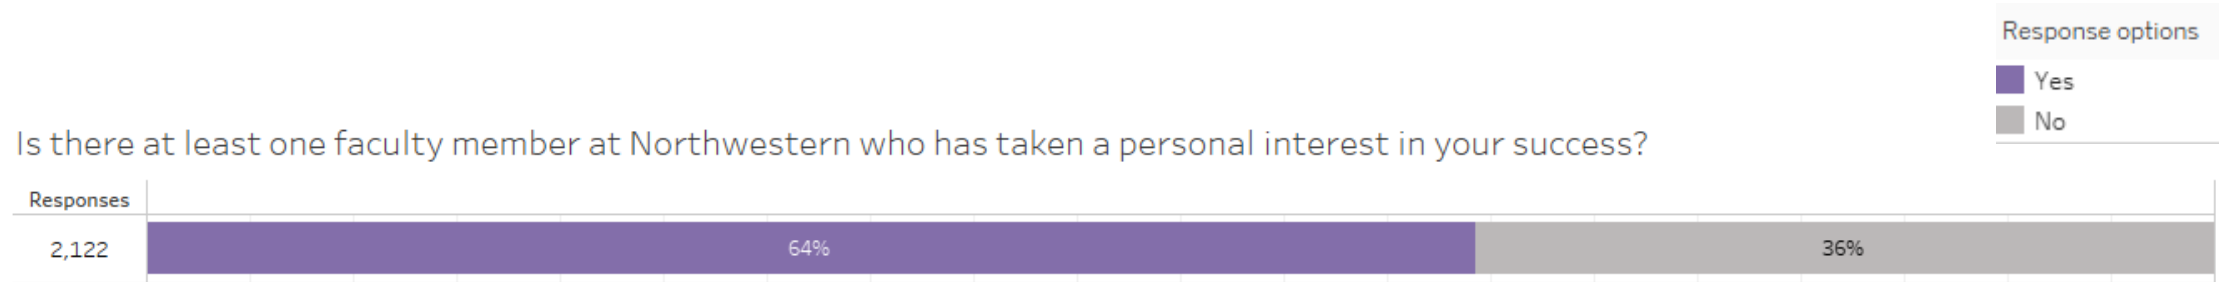 Response options
Yes
No
Is there at least one faculty member at Northwestern who has taken a personal interest in your success?
Responses
2,122
64%
36%